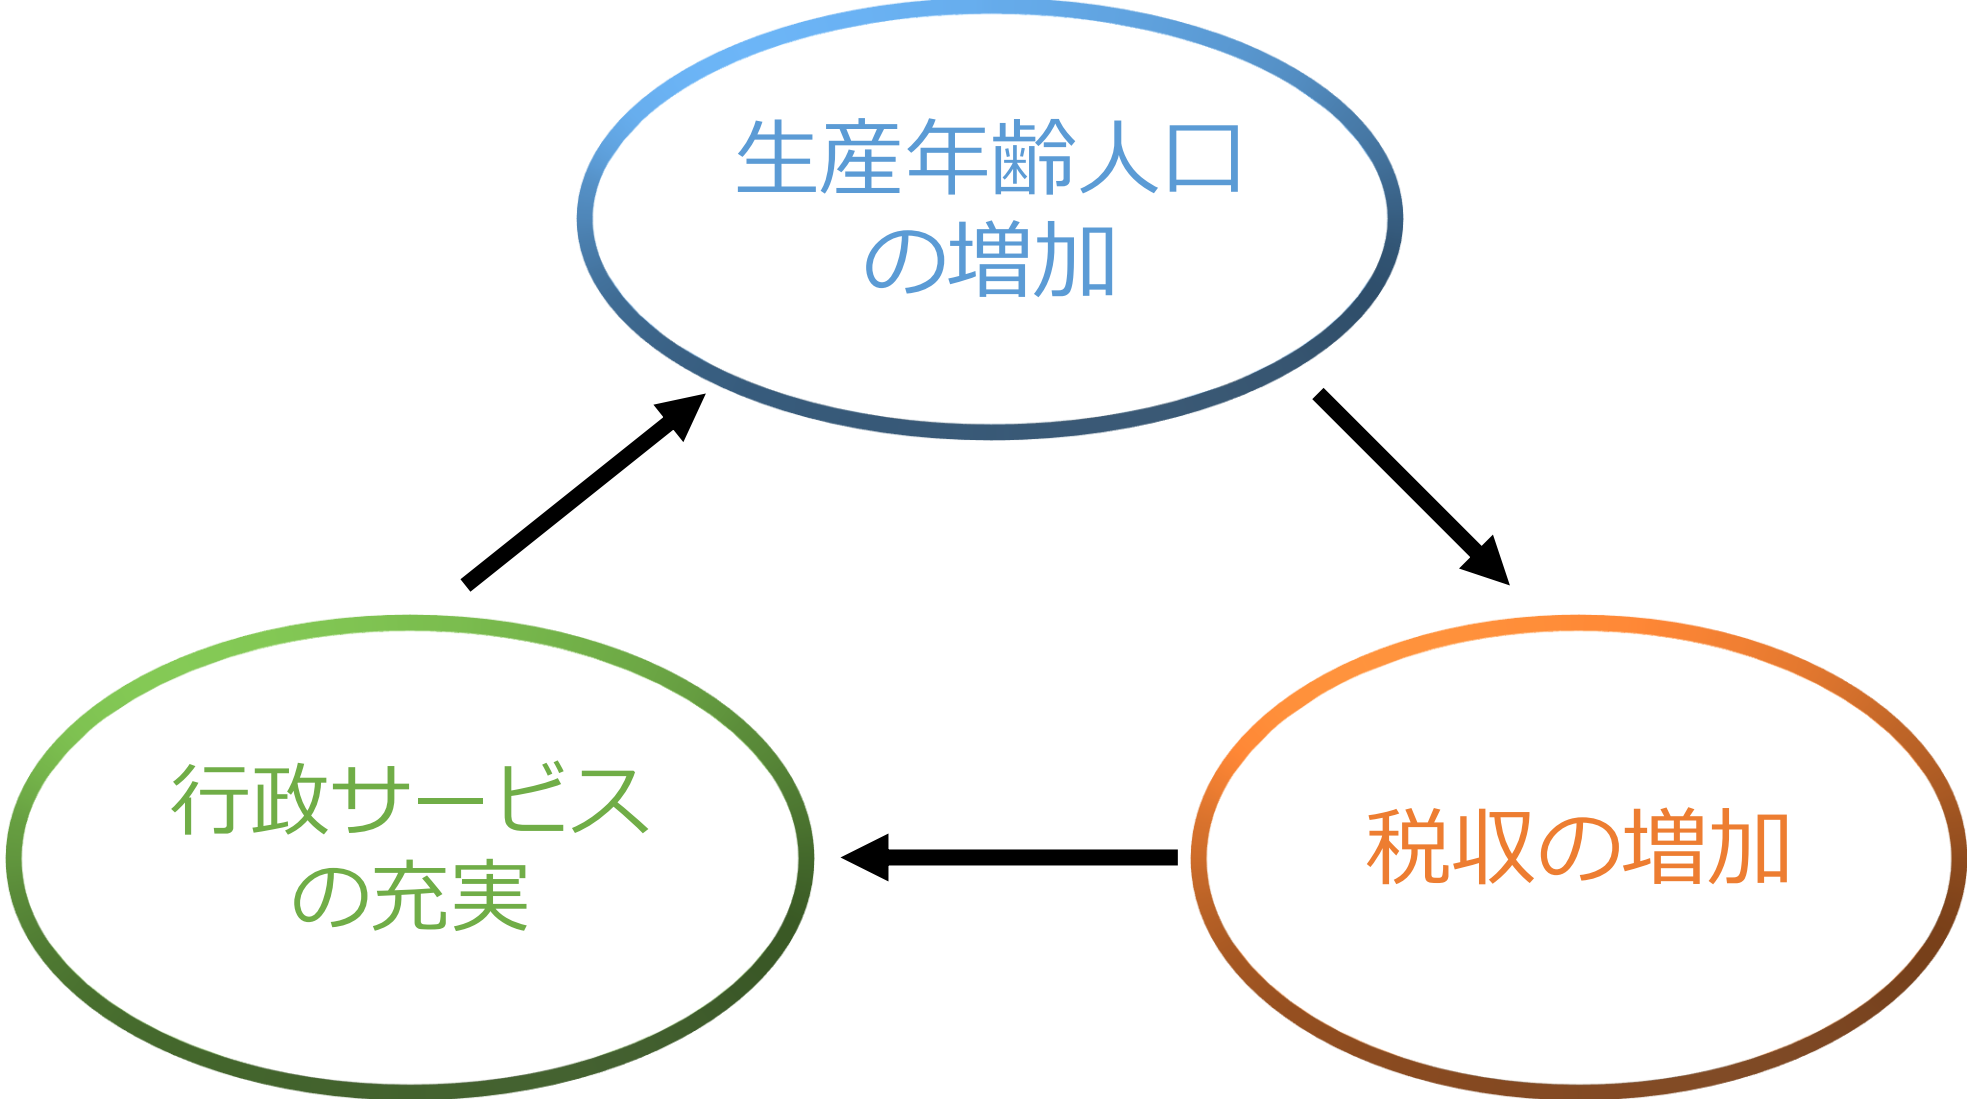 生産年齢人口
の増加
行政サービス
の充実
税収の増加